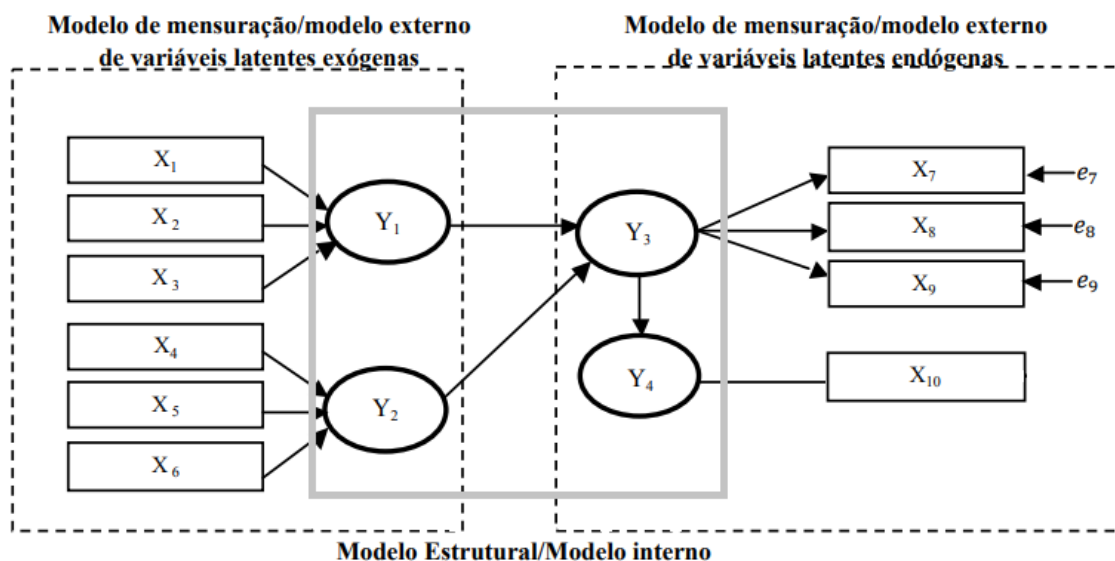 Modelo de mensuração/modelo externo
de variáveis latentes exógenas
Modelo de mensuração/modelo externo
de variáveis latentes endógenas
X₁
X₂
X₃
X₄
X₅
X₆
Y₁
Y₂
Y₃
Y₄
X₇
X₈
X₉
X₁₀
e₇
e₈
e₉
Modelo Estrutural/Modelo interno